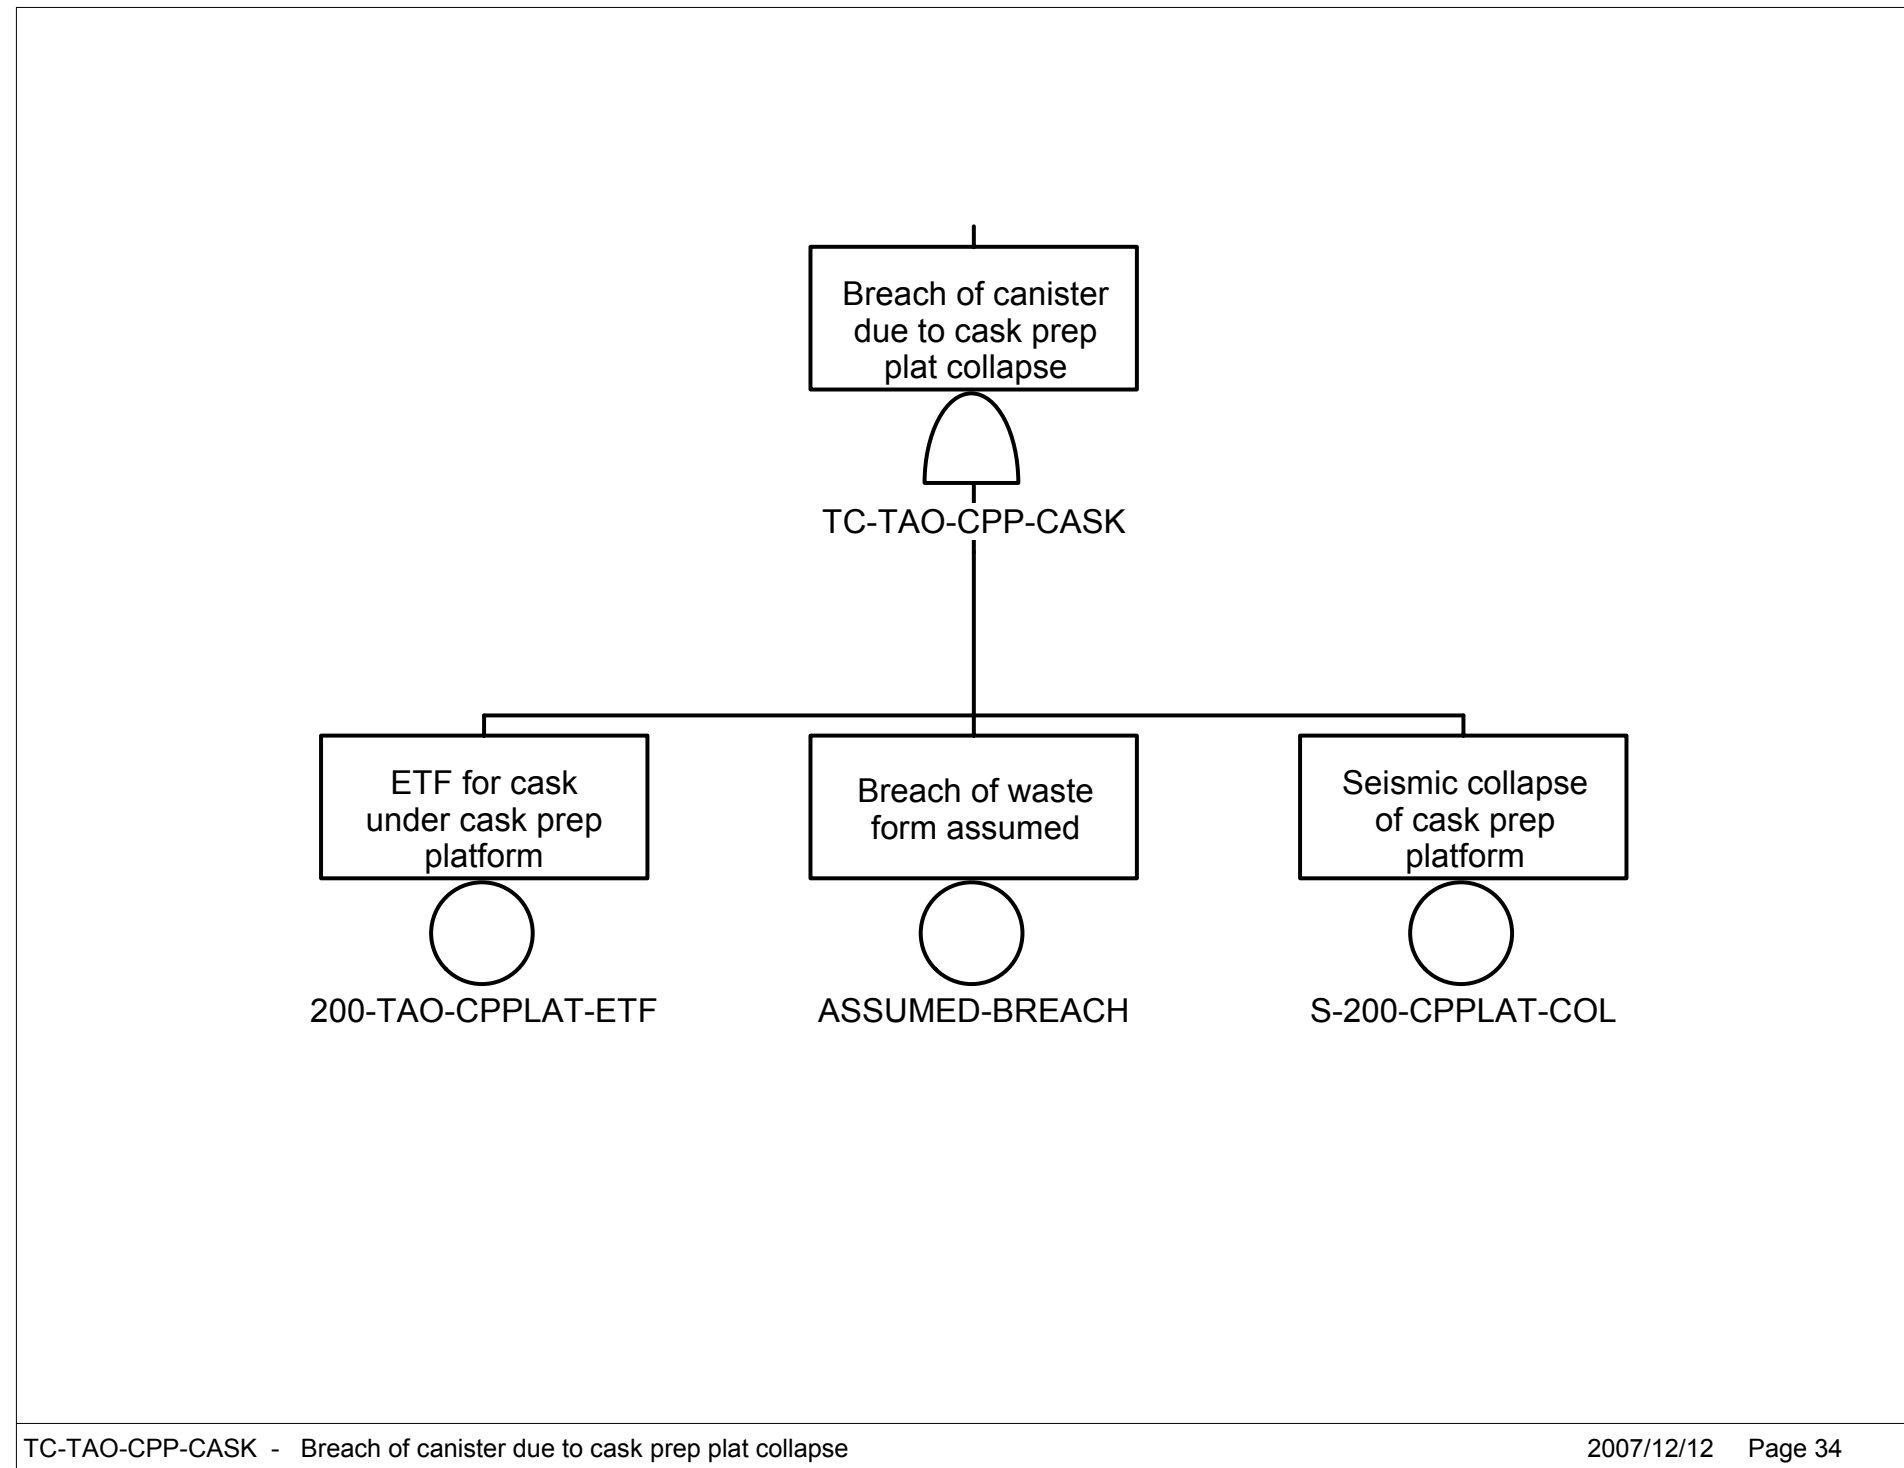 Breach of canister
due to cask prep
plat collapse
TC-TAO-CPP-CASK
ETF for cask
under cask prep
platform
200-TAO-CPPLAT-ETF
Breach of waste
form assumed
ASSUMED-BREACH
Seismic collapse
of cask prep
platform
S-200-CPPLAT-COL
TC-TAO-CPP-CASK - Breach of canister due to cask prep plat collapse
2007/12/12 Page 34